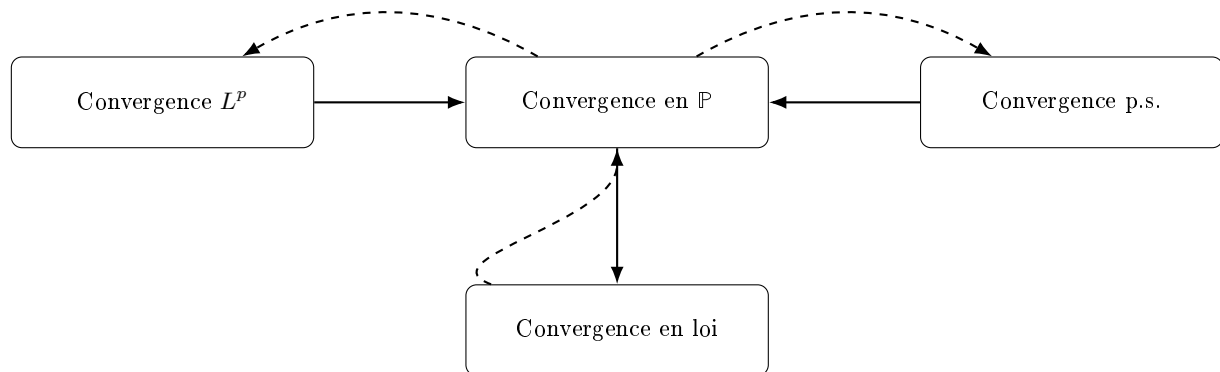 Convergence $L^p$
Convergence en ℙ
Convergence p.s.
Convergence en loi